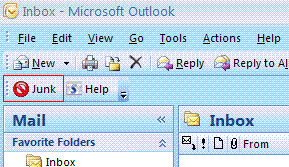 Inbox - Microsoft Outlook
File Edit View Go Tools Actions Help
New Reply Reply to Al
Junk Help
Mail «
Favorite Folders
Inbox
Inbox
! From